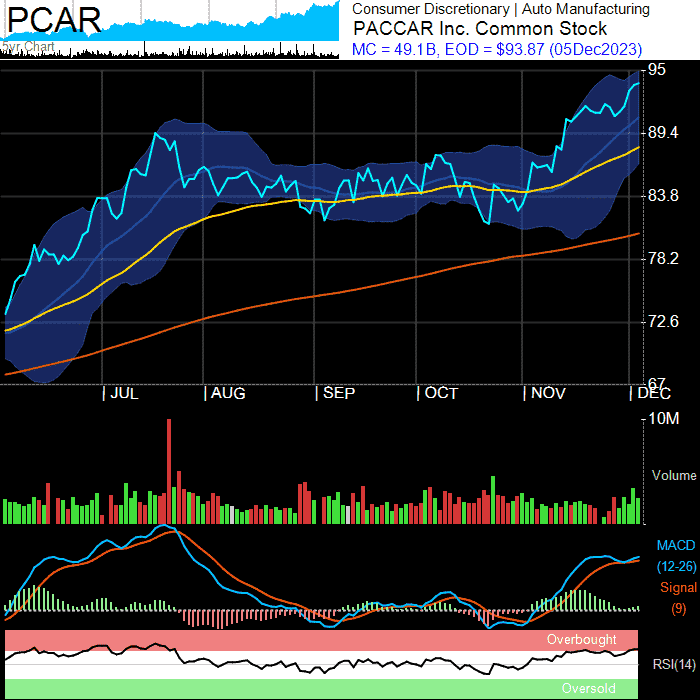 PCAR
5yr Chart
Consumer Discretionary | Auto Manufacturing
PACCAR Inc. Common Stock
MC = 49.1B, EOD = $93.87 (05Dec2023)
95
89.4
83.8
78.2
72.6
67
JUL
AUG
SEP
OCT
NOV
DEC
10M
Volume
MACD
(12-26)
Signal
(9)
Overbought
RSI(14)
Oversold